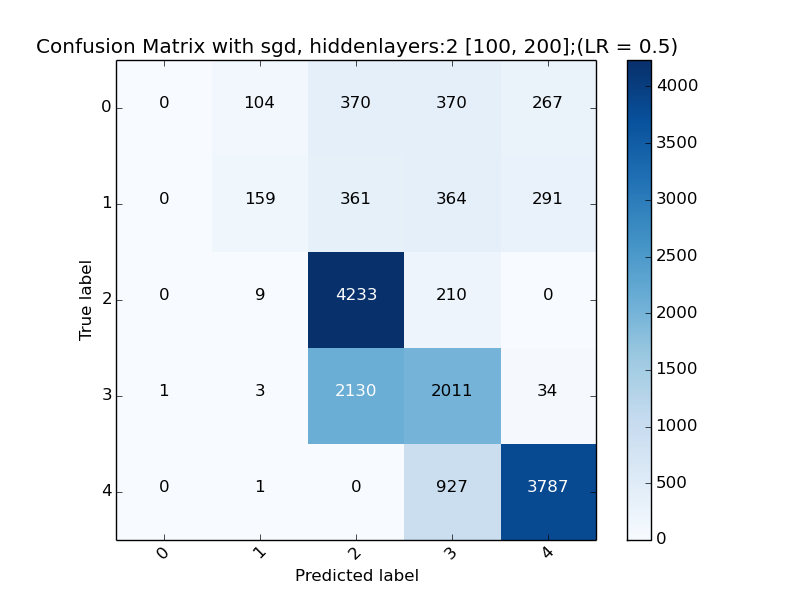 Confusion Matrix with sgd, hiddenlayers:2 [100, 200];(LR = 0.5)
0 0 104 370 370 267
1 0 159 361 364 291
2 0 9 4233 210 0
3 1 3 2130 2011 34
4 0 1 0 927 3787
0 1 2 3 4
True label
Predicted label
4000
3500
3000
2500
2000
1500
1000
500
0